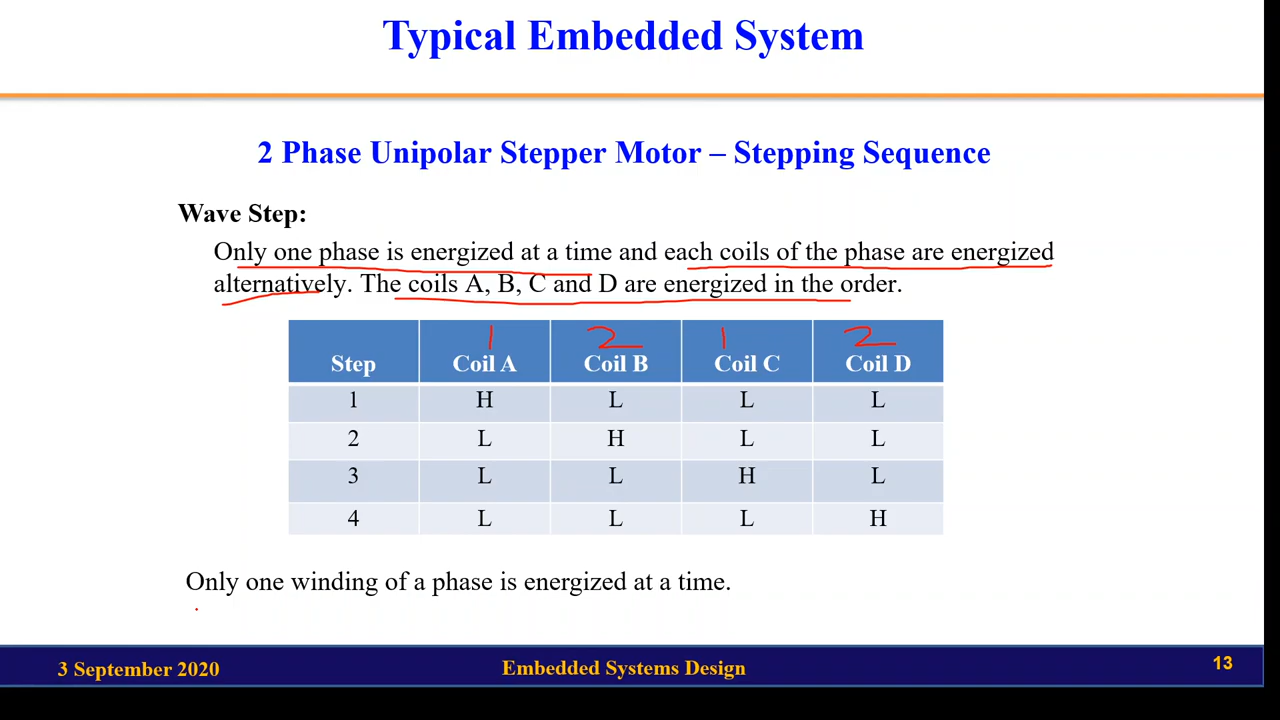 Typical Embedded System
2 Phase Unipolar Stepper Motor – Stepping Sequence
Wave Step:
Only one phase is energized at a time and each coils of the phase are energized
alternatively. The coils A, B, C and D are energized in the order.
1 2 1 2
Step Coil A Coil B Coil C Coil D
1 H L L L
2 L H L L
3 L L H L
4 L L L H
Only one winding of a phase is energized at a time.
3 September 2020 Embedded Systems Design 13